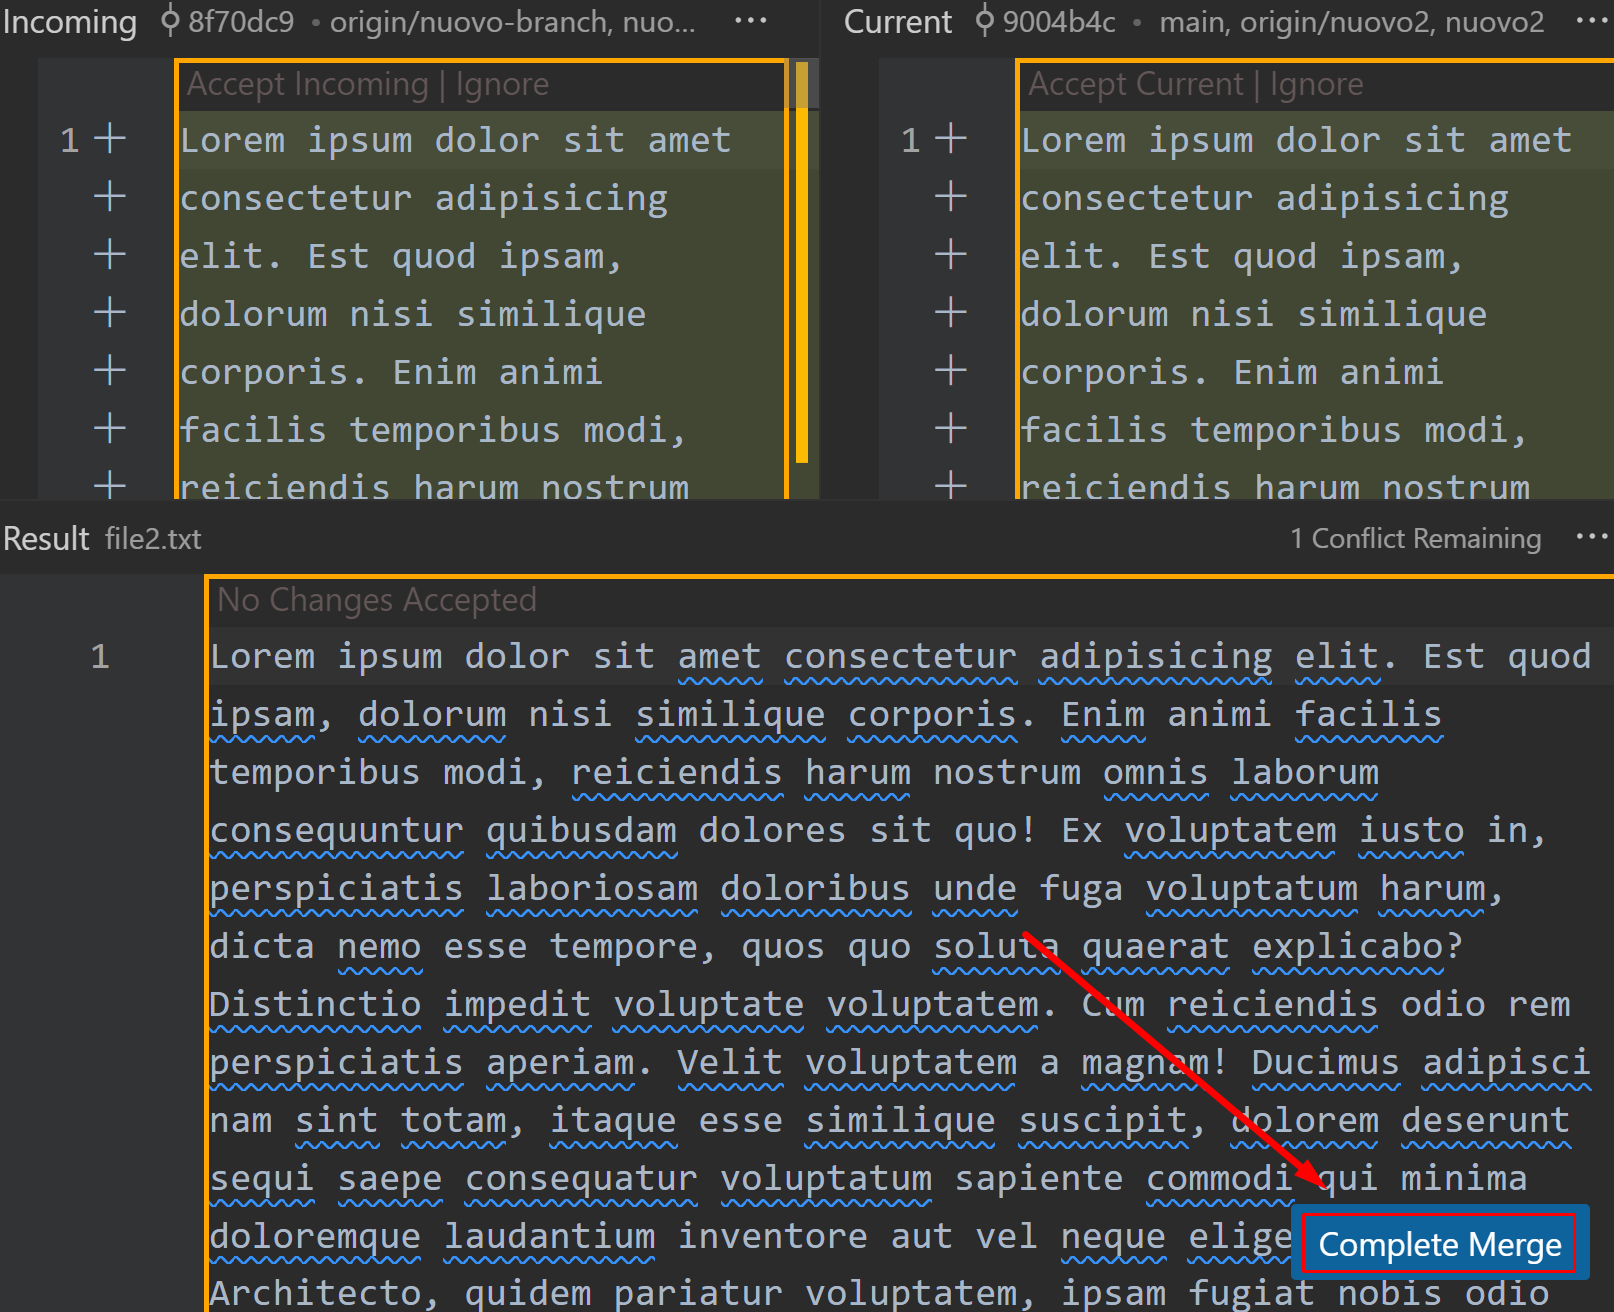 Incoming 8f70dc9 • origin/nuovo-branch, nuo... ···
Accept Incoming | Ignore
1 + Lorem ipsum dolor sit amet
+ consectetur adipisicing
+ elit. Est quod ipsam,
+ dolorum nisi similique
+ corporis. Enim animi
+ facilis temporibus modi,
+ reiciendis harum nostrum
Current 9004b4c • main, origin/nuovo2, nuovo2 ···
Accept Current | Ignore
1 + Lorem ipsum dolor sit amet
+ consectetur adipisicing
+ elit. Est quod ipsam,
+ dolorum nisi similique
+ corporis. Enim animi
+ facilis temporibus modi,
+ reiciendis harum nostrum
Result file2.txt 1 Conflict Remaining ···
No Changes Accepted
1 Lorem ipsum dolor sit amet consectetur adipisicing elit. Est quod
ipsam, dolorum nisi similique corporis. Enim animi facilis
temporibus modi, reiciendis harum nostrum omnis laborum
consequuntur quibusdam dolores sit quo! Ex voluptatem iusto in,
perspiciatis laboriosam doloribus unde fuga voluptatum harum,
dicta nemo esse tempore, quos quo soluta quaerat explicabo?
Distinctio impedit voluptate voluptatem. Cum reiciendis odio rem
perspiciatis aperiam. Velit voluptatem a magnam! Ducimus adipisci
nam sint totam, itaque esse similique suscipit, dolorem deserunt
sequi saepe consequatur voluptatum sapiente commodi qui minima
doloremque laudantium inventore aut vel neque elige
Complete Merge
Architecto, quidem pariatur voluptatem, ipsam fugiat nobis odio